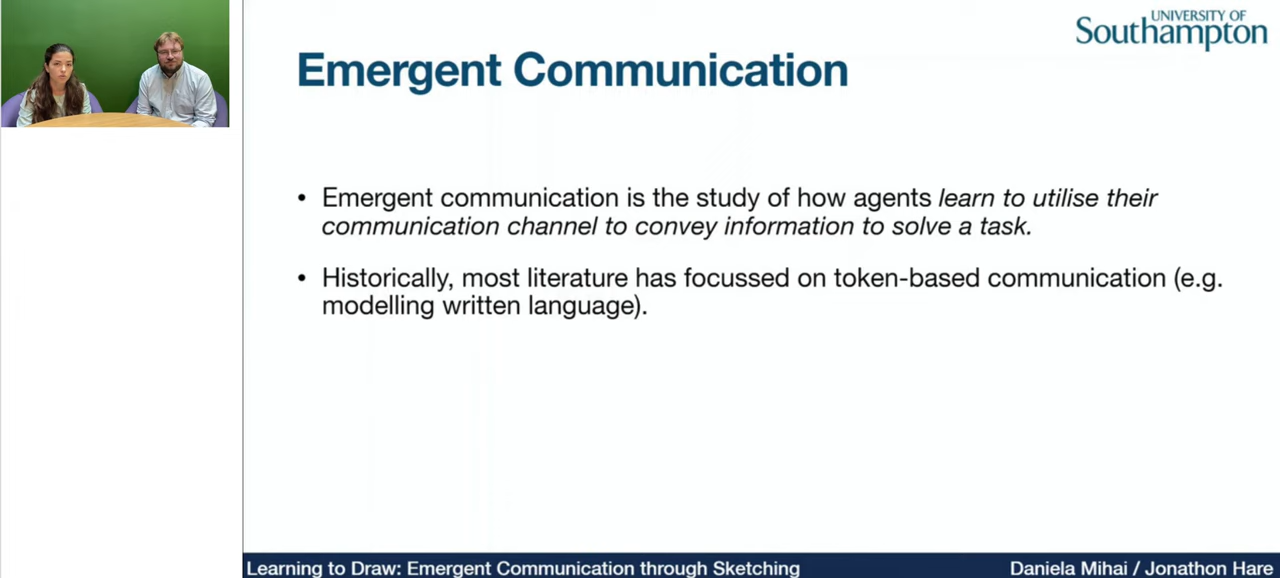 UNIVERSITY OF
Southampton
Emergent Communication
• Emergent communication is the study of how agents learn to utilise their
communication channel to convey information to solve a task.
• Historically, most literature has focussed on token-based communication (e.g.
modelling written language).
Learning to Draw: Emergent Communication through Sketching
Daniela Mihai / Jonathon Hare